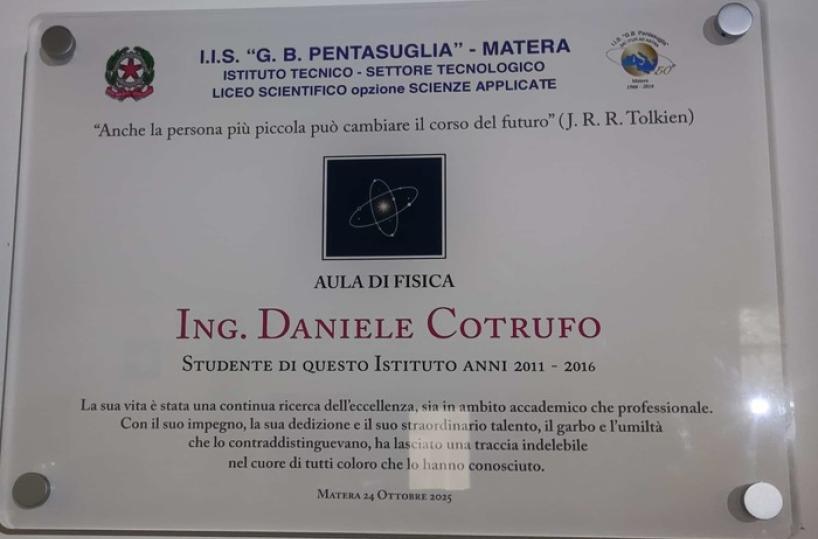 I.I.S. "G. B. PENTASUGLIA" - MATERA
ISTITUTO TECNICO - SETTORE TECNOLOGICO
LICEO SCIENTIFICO opzione SCIENZE APPLICATE
I.I.S. "G.B. Pentasuglia"
50°
Matera
"Anche la persona più piccola può cambiare il corso del futuro" (J. R. R. Tolkien)
AULA DI FISICA
ING. DANIELE COTRUFO
STUDENTE DI QUESTO ISTITUTO ANNI 2011 - 2016
La sua vita è stata una continua ricerca dell'eccellenza, sia in ambito accademico che professionale.
Con il suo impegno, la sua dedizione e il suo straordinario talento, il garbo e l'umiltà
che lo contraddistinguevano, ha lasciato una traccia indelebile
nel cuore di tutti coloro che lo hanno conosciuto.
MATERA 24 OTTOBRE 2025